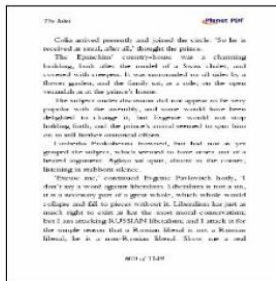 The Idiot
Planet PDF
Colia arrived presently and joined the circle. 'So he is
received as usual, after all,' thought the prince.
The Epanchins' country-house was a charming
building, built after the model of a Swiss chalet, and
covered with creepers. It was surrounded on all sides by a
flower garden, and the family sat, as a rule, on the open
verandah as at the prince's house.
The subject under discussion did not appear to be very
popular with the assembly, and some would have been
delighted to change it; but Evgenie would not stop
holding forth, and the prince's arrival seemed to spur him
on to still further oratorical efforts.
Lizabetha Prokofievna frowned, but had not as yet
grasped the subject, which seemed to have arisen out of a
heated argument. Aglaya sat apart, almost in the corner,
listening in stubborn silence.
'Excuse me,' continued Evgenie Pavlovitch hotly, 'I
don't say a word against liberalism. Liberalism is not a sin,
it is a necessary part of a great whole, which whole would
collapse and fall to pieces without it. Liberalism has just as
much right to exist as has the most moral conservatism;
but I am attacking RUSSIAN liberalism; and I attack it for
the simple reason that a Russian liberal is not a Russian
liberal, he is a non-Russian liberal. Show me a real
of 1149